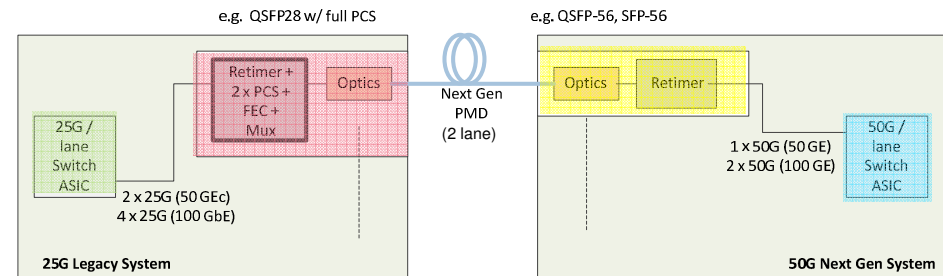 e.g. QSFP28 w/ full PCS
e.g. QSFP-56, SFP-56
Retimer +
2 x PCS +
FEC +
Mux
Optics
Next Gen
PMD
(2 lane)
Optics
Retimer
25G /
lane
Switch
ASIC
2 x 25G (50 GEc)
4 x 25G (100 GbE)
1 x 50G (50 GE)
2 x 50G (100 GE)
50G /
lane
Switch
ASIC
25G Legacy System
50G Next Gen System